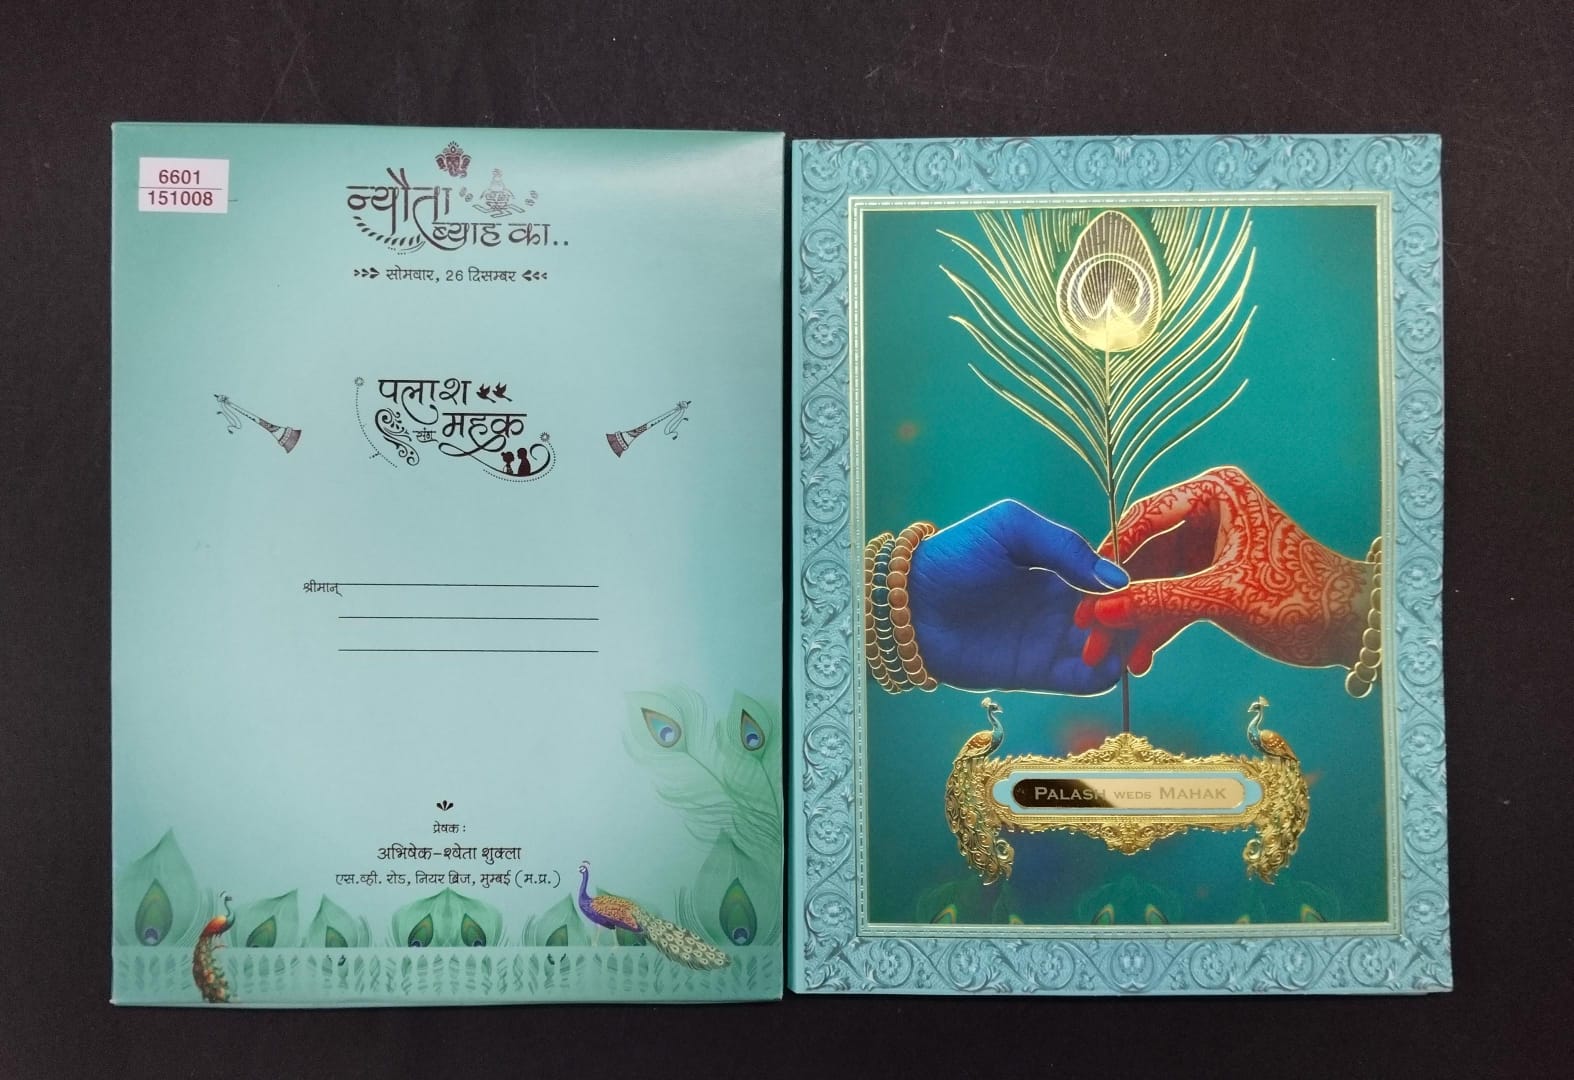 6601
151008
न्यौता
ब्याह का..
सोमवार, 26 दिसम्बर
पलाश
संग महक
श्रीमान्
प्रेषक :
अभिषेक-श्वेता शुक्ला
एस.व्ही. रोड, नियर ब्रिज, मुम्बई (म.प्र.)
PALASH WEDS MAHAK